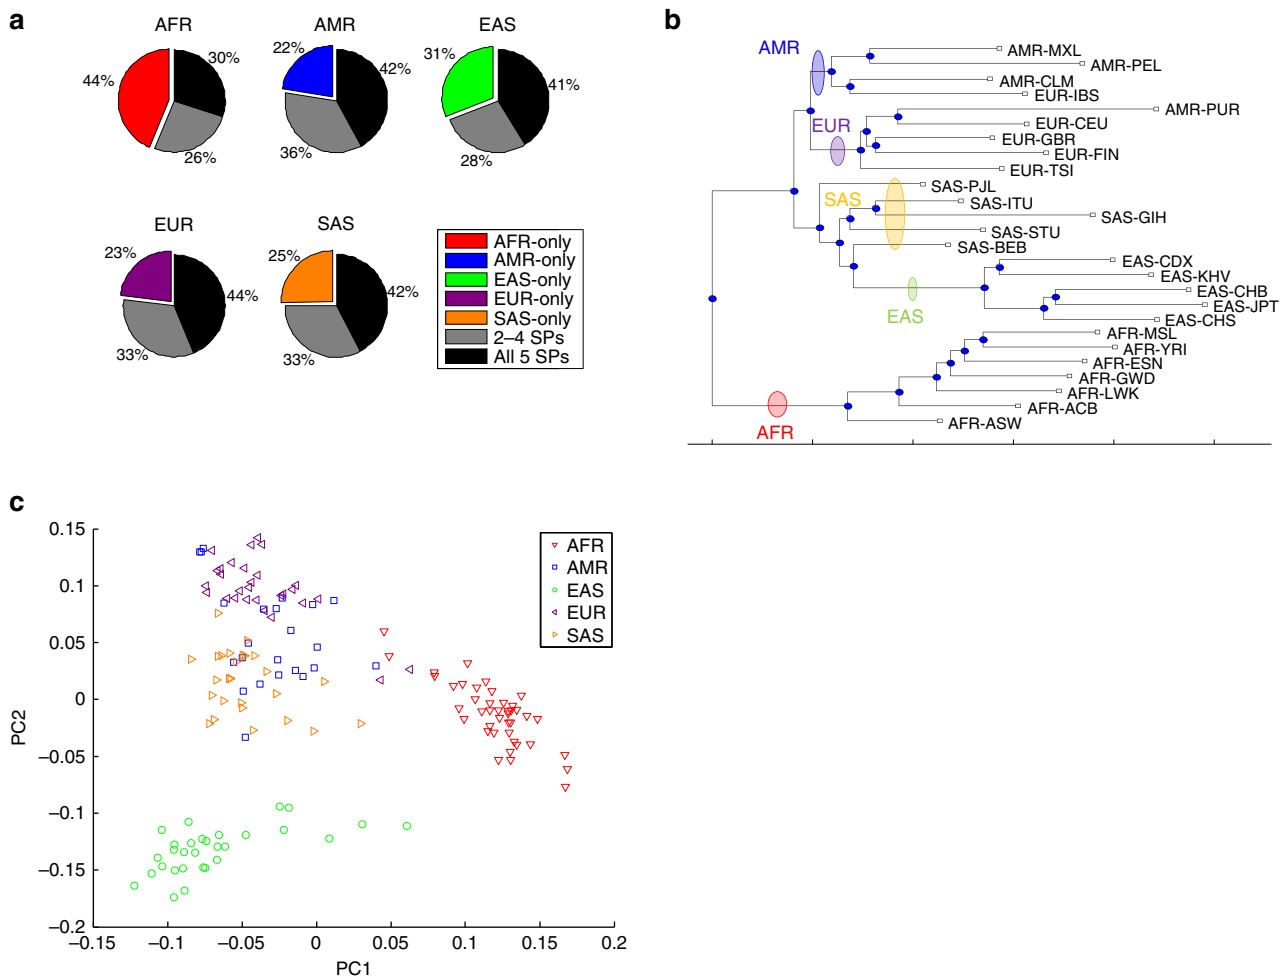 a
AFR
AMR
EAS
44%
30%
26%
22%
42%
36%
31%
41%
28%
EUR
SAS
23%
44%
33%
25%
42%
33%
AFR-only
AMR-only
EAS-only
EUR-only
SAS-only
2–4 SPs
All 5 SPs
b
AMR
EUR
SAS
EAS
AFR
AMR-MXL
AMR-PEL
AMR-CLM
EUR-IBS
AMR-PUR
EUR-CEU
EUR-GBR
EUR-FIN
EUR-TSI
SAS-PJL
SAS-ITU
SAS-GIH
SAS-STU
SAS-BEB
EAS-CDX
EAS-KHV
EAS-CHB
EAS-JPT
EAS-CHS
AFR-MSL
AFR-YRI
AFR-ESN
AFR-GWD
AFR-LWK
AFR-ACB
AFR-ASW
c
0.15
0.1
0.05
0
−0.05
−0.1
−0.15
−0.2
PC2
−0.15
−0.1
−0.05
0
0.05
0.1
0.15
0.2
PC1
AFR
AMR
EAS
EUR
SAS